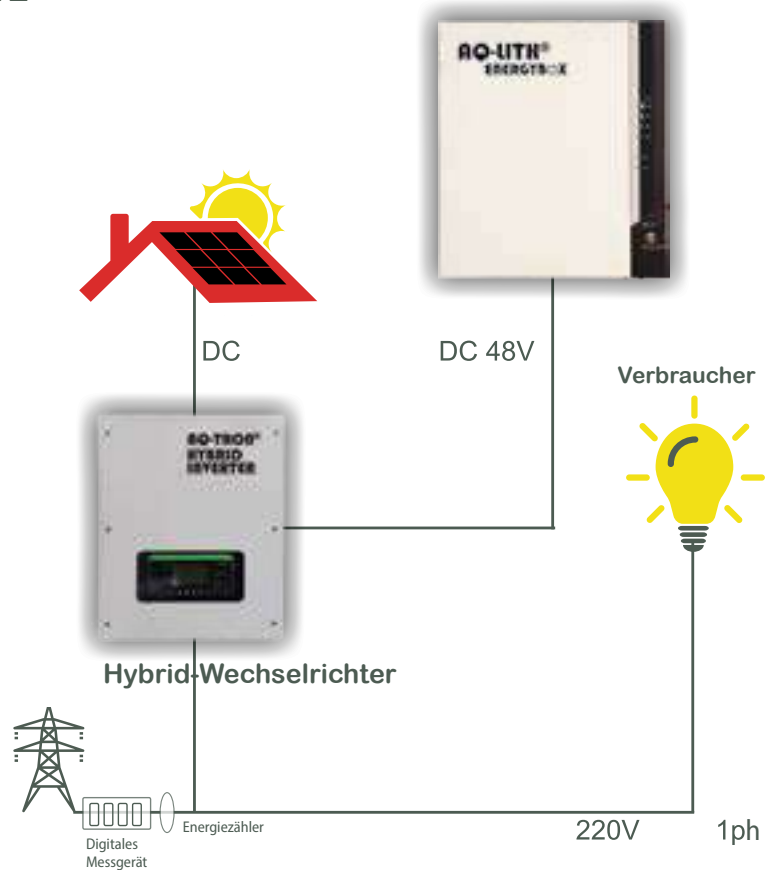 AQ-LITH®
ENERGYBOX
DC
DC 48V
Verbraucher
AQ-TRON®
HYBRID
INVERTER
Hybrid-Wechselrichter
Energiezähler
Digitales
Messgerät
220V
1ph